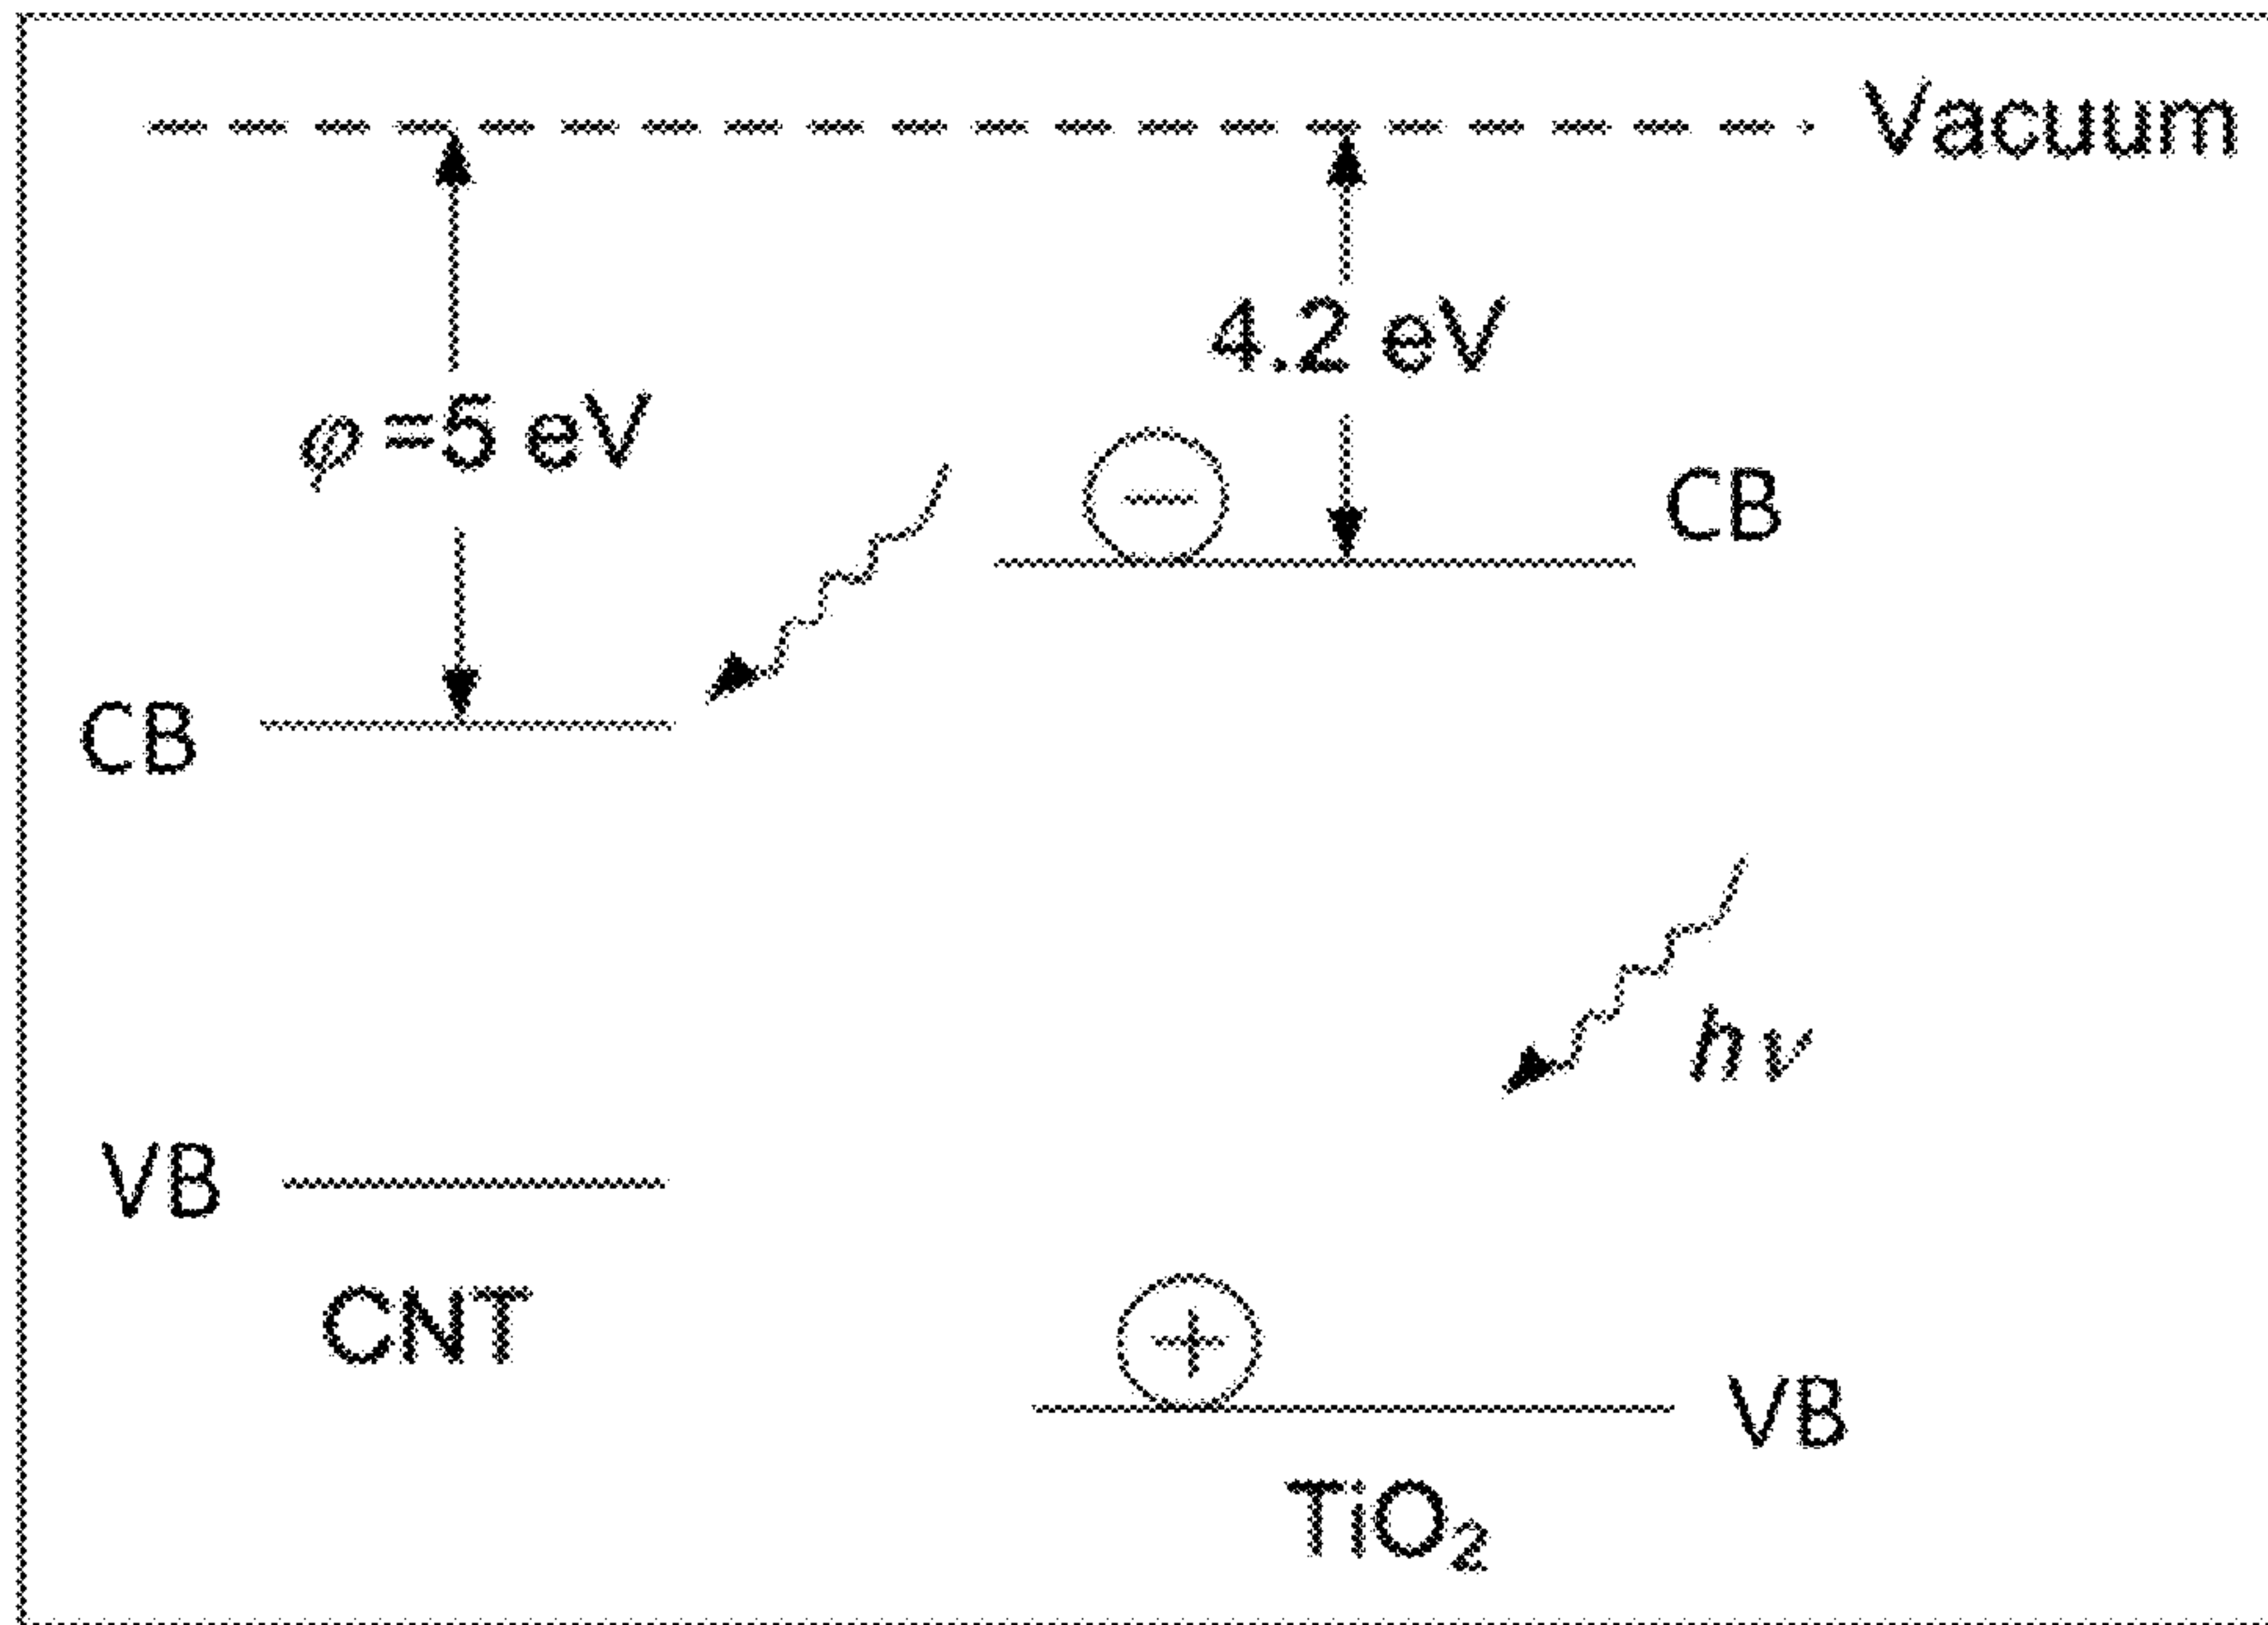 Vacuum
4.2 eV
φ =5 eV
CB
CB
hν
VB
CNT
VB
TiO₂